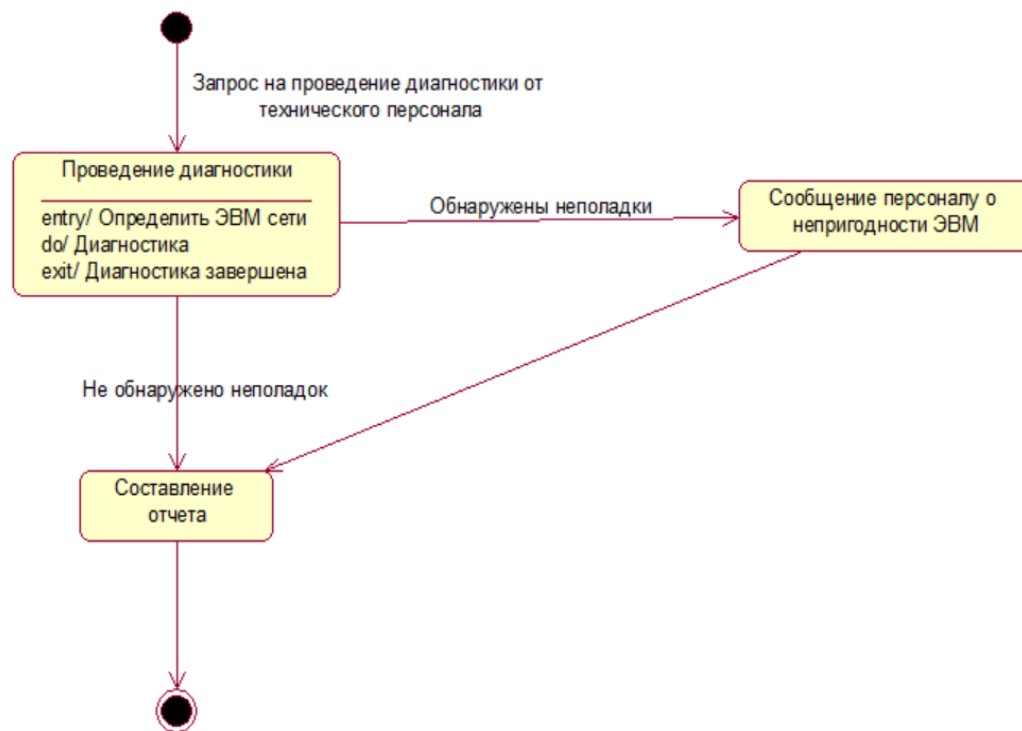 Запрос на проведение диагностики от
технического персонала
Проведение диагностики
entry/ Определить ЭВМ сети
do/ Диагностика
exit/ Диагностика завершена
Обнаружены неполадки
Сообщение персоналу о
непригодности ЭВМ
Не обнаружено неполадок
Составление
отчета